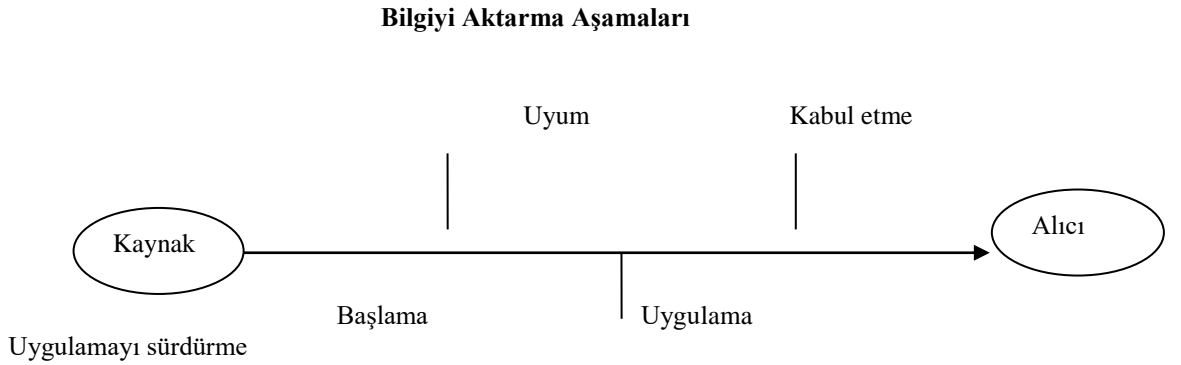 Bilgiyi Aktarma Aşamaları
Uyum
Kabul etme
Kaynak
Alıcı
Başlama
Uygulama
Uygulamayı sürdürme